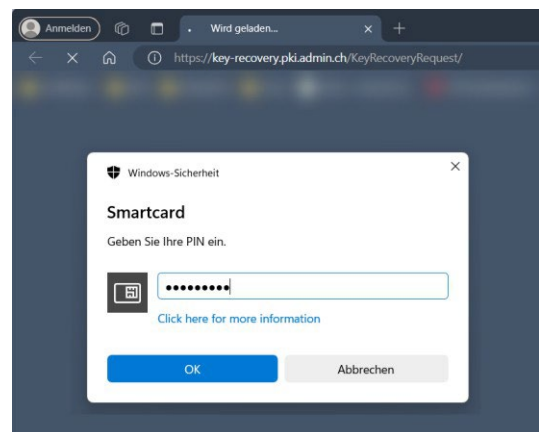 Anmelden
Wird geladen...
https://key-recovery.pki.admin.ch/KeyRecoveryRequest/
Windows-Sicherheit
Smartcard
Geben Sie Ihre PIN ein.
•••••••••
Click here for more information
OK
Abbrechen